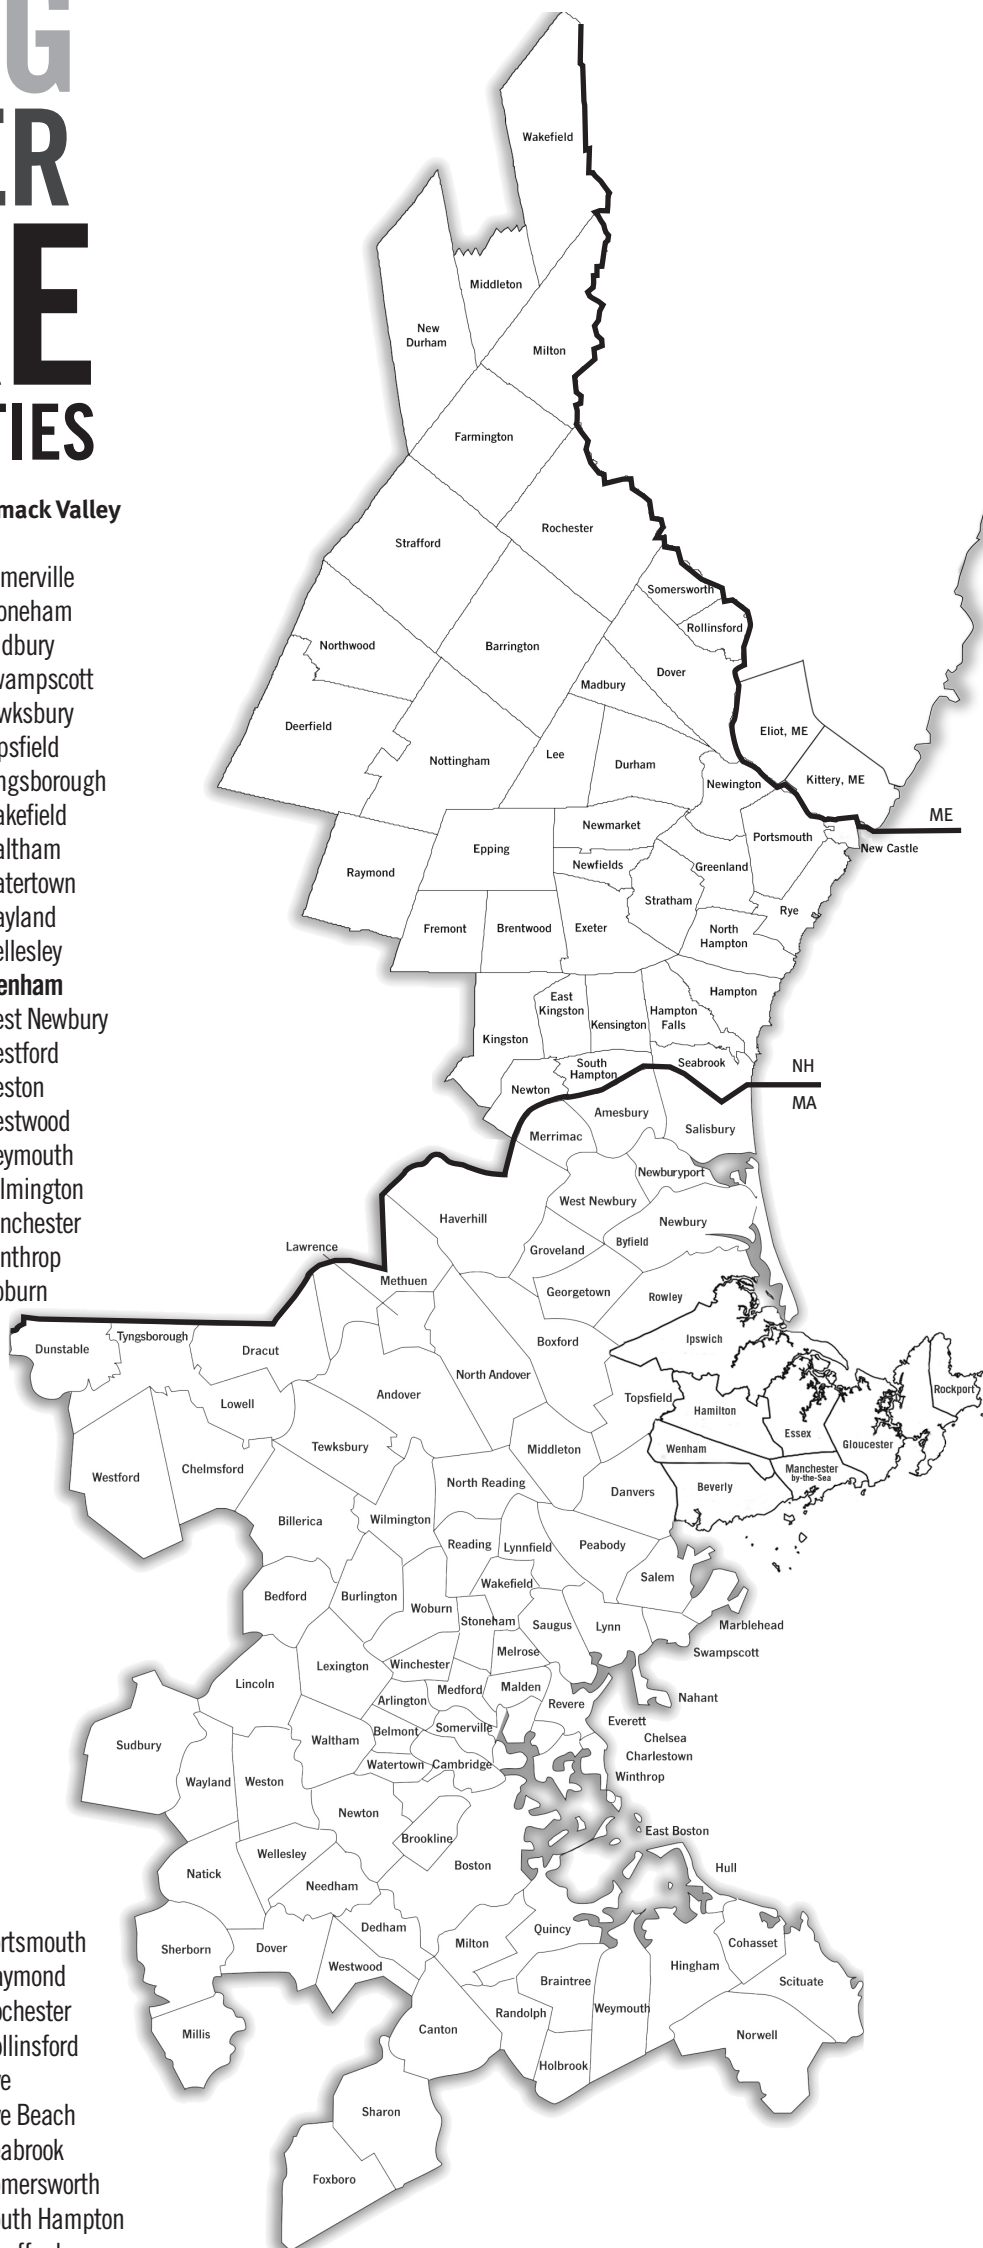 G
ER
E
TIES
mack Valley
merville
oneham
dbury
wampscott
wksbury
psfield
ngsborough
akefield
altham
atertown
ayland
ellesley
enham
est Newbury
estford
eston
estwood
eymouth
lmington
nchester
nthrop
oburn
rtsmouth
aymond
ochester
ollinsford
ye
ye Beach
abrook
omersworth
outh Hampton
Wakefield
Middleton
New
Durham
Milton
Farmington
Rochester
Strafford
Somersworth
Rollinsford
Northwood
Barrington
Dover
Madbury
Deerfield
Eliot, ME
Nottingham
Lee
Durham
Newington
Kittery, ME
ME
Newmarket
Portsmouth
New Castle
Epping
Newfields
Greenland
Raymond
Stratham
Rye
Fremont
Brentwood
Exeter
North
Hampton
Hampton
East
Kingston
Hampton
Falls
Kensington
Kingston
South
Hampton
Seabrook
NH
Newton
MA
Amesbury
Salisbury
Merrimac
Newburyport
West Newbury
Haverhill
Newbury
Byfield
Groveland
Lawrence
Methuen
Georgetown
Rowley
Ipswich
Tyngsborough
Dunstable
Dracut
Boxford
North Andover
Andover
Topsfield
Rockport
Lowell
Hamilton
Essex
Gloucester
Tewksbury
Middleton
Wenham
Chelmsford
Westford
Manchester
by-the-Sea
North Reading
Danvers
Beverly
Billerica
Wilmington
Reading
Lynnfield
Peabody
Salem
Wakefield
Bedford
Burlington
Woburn
Stoneham
Saugus
Lynn
Marblehead
Swampscott
Melrose
Lexington
Winchester
Lincoln
Medford
Malden
Arlington
Revere
Nahant
Everett
Somerville
Belmont
Chelsea
Waltham
Sudbury
Charlestown
Watertown
Cambridge
Winthrop
Wayland
Weston
Newton
East Boston
Brookline
Wellesley
Boston
Hull
Natick
Needham
Dedham
Quincy
Milton
Cohasset
Sherborn
Dover
Westwood
Hingham
Braintree
Scituate
Weymouth
Randolph
Canton
Millis
Norwell
Holbrook
Sharon
Foxboro